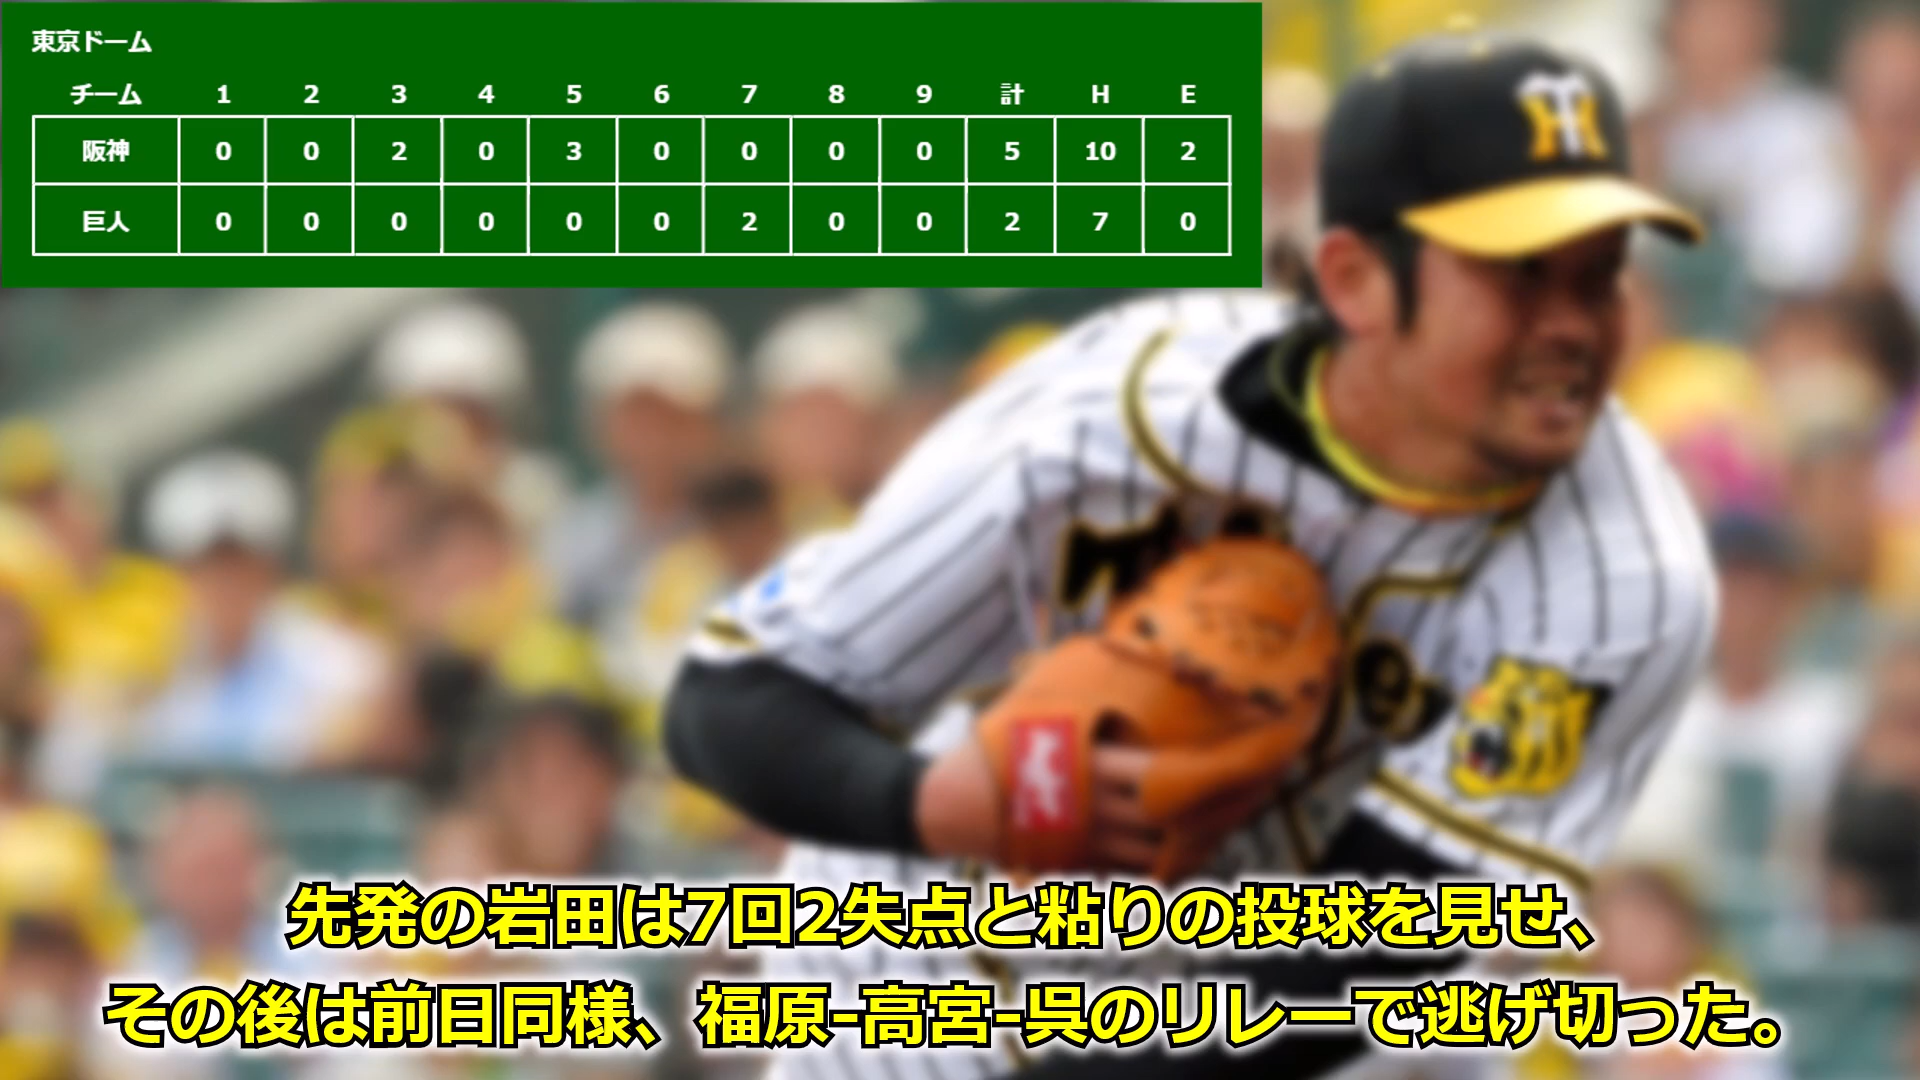 東京ドーム
チーム 1 2 3 4 5 6 7 8 9 計 H E
阪神 0 0 2 0 3 0 0 0 0 5 10 2
巨人 0 0 0 0 0 0 2 0 0 2 7 0
先発の岩田は7回2失点と粘りの投球を見せ、
その後は前日同様、福原-高宮-呉のリレーで逃げ切った。